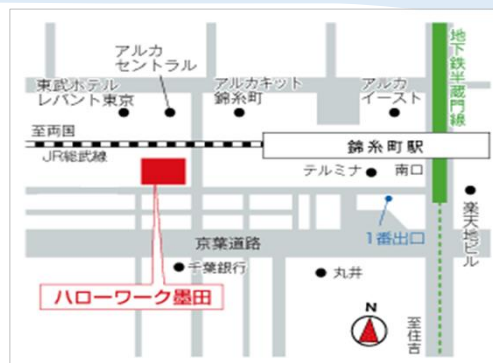 アルカ
セントラル
東武ホテル
レバント東京
アルカキット
錦糸町
アルカ
イースト
地下鉄半蔵門線
至両国
JR総武線
錦糸町駅
テルミナ
南口
1番出口
楽天地ビル
京葉道路
千葉銀行
丸井
ハローワーク墨田
N
至住吉